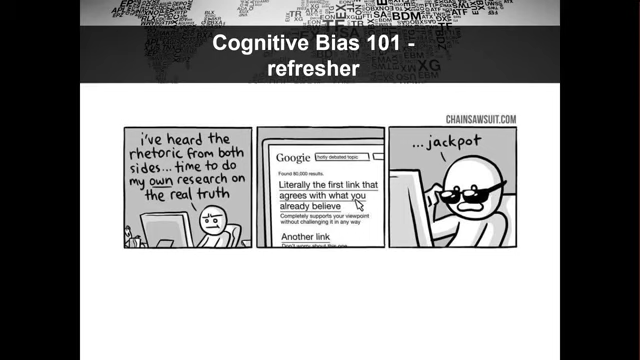 Cognitive Bias 101 -
refresher
CHAINSAWSUIT.COM
i've heard the
rhetoric from both
sides... time to do
my own research on
the real truth
Google
hotly debated topic
Found 80,000 results.
Literally the first link that
agrees with what you
already believe
Completely supports your viewpoint
without challenging it in any way
Another link
...jackpot